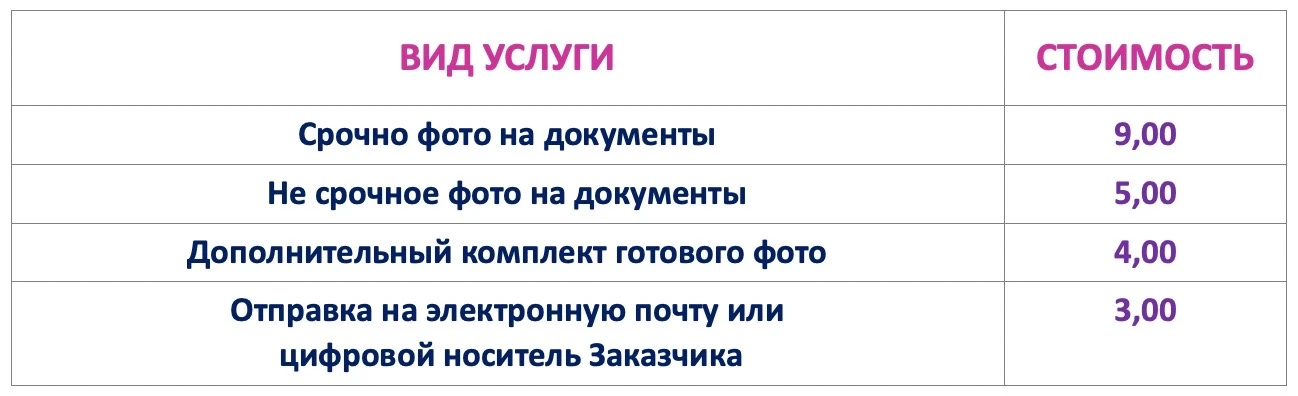 ВИД УСЛУГИ СТОИМОСТЬ
Срочно фото на документы 9,00
Не срочное фото на документы 5,00
Дополнительный комплект готового фото 4,00
Отправка на электронную почту или 3,00
цифровой носитель Заказчика